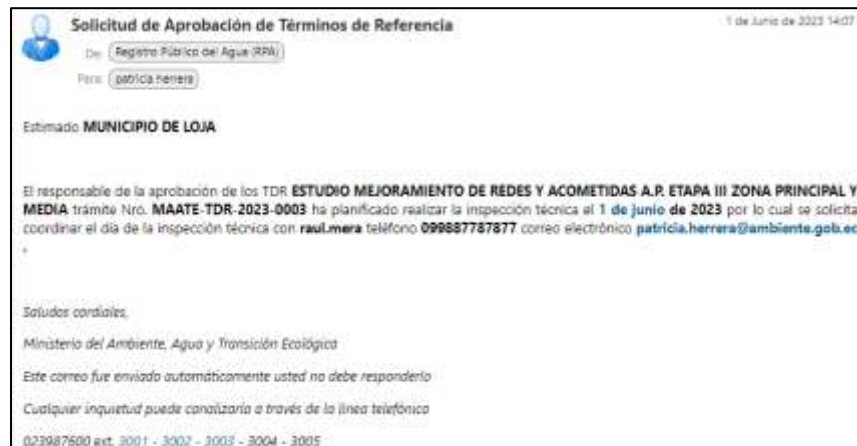 Solicitud de Aprobación de Términos de Referencia
1 de Junio de 2023 14:07
De: Registro Público del Agua (RPA)
Para: patricia herrera
Estimado MUNICIPIO DE LOJA
El responsable de la aprobación de los TDR ESTUDIO MEJORAMIENTO DE REDES Y ACOMETIDAS A.P. ETAPA III ZONA PRINCIPAL Y
MEDIA trámite Nro. MAATE-TDR-2023-0003 ha planificado realizar la inspección técnica el 1 de junio de 2023 por lo cual se solicita
coordinar el día de la inspección técnica con raul.mera teléfono 099887787877 correo electrónico patricia.herrera@ambiente.gob.ec
.
Saludos cordiales,
Ministerio del Ambiente, Agua y Transición Ecológica
Este correo fue enviado automáticamente usted no debe responderlo
Cualquier inquietud puede canalizarla a través de la línea telefónica
023987600 ext. 3001 - 3002 - 3003 - 3004 - 3005